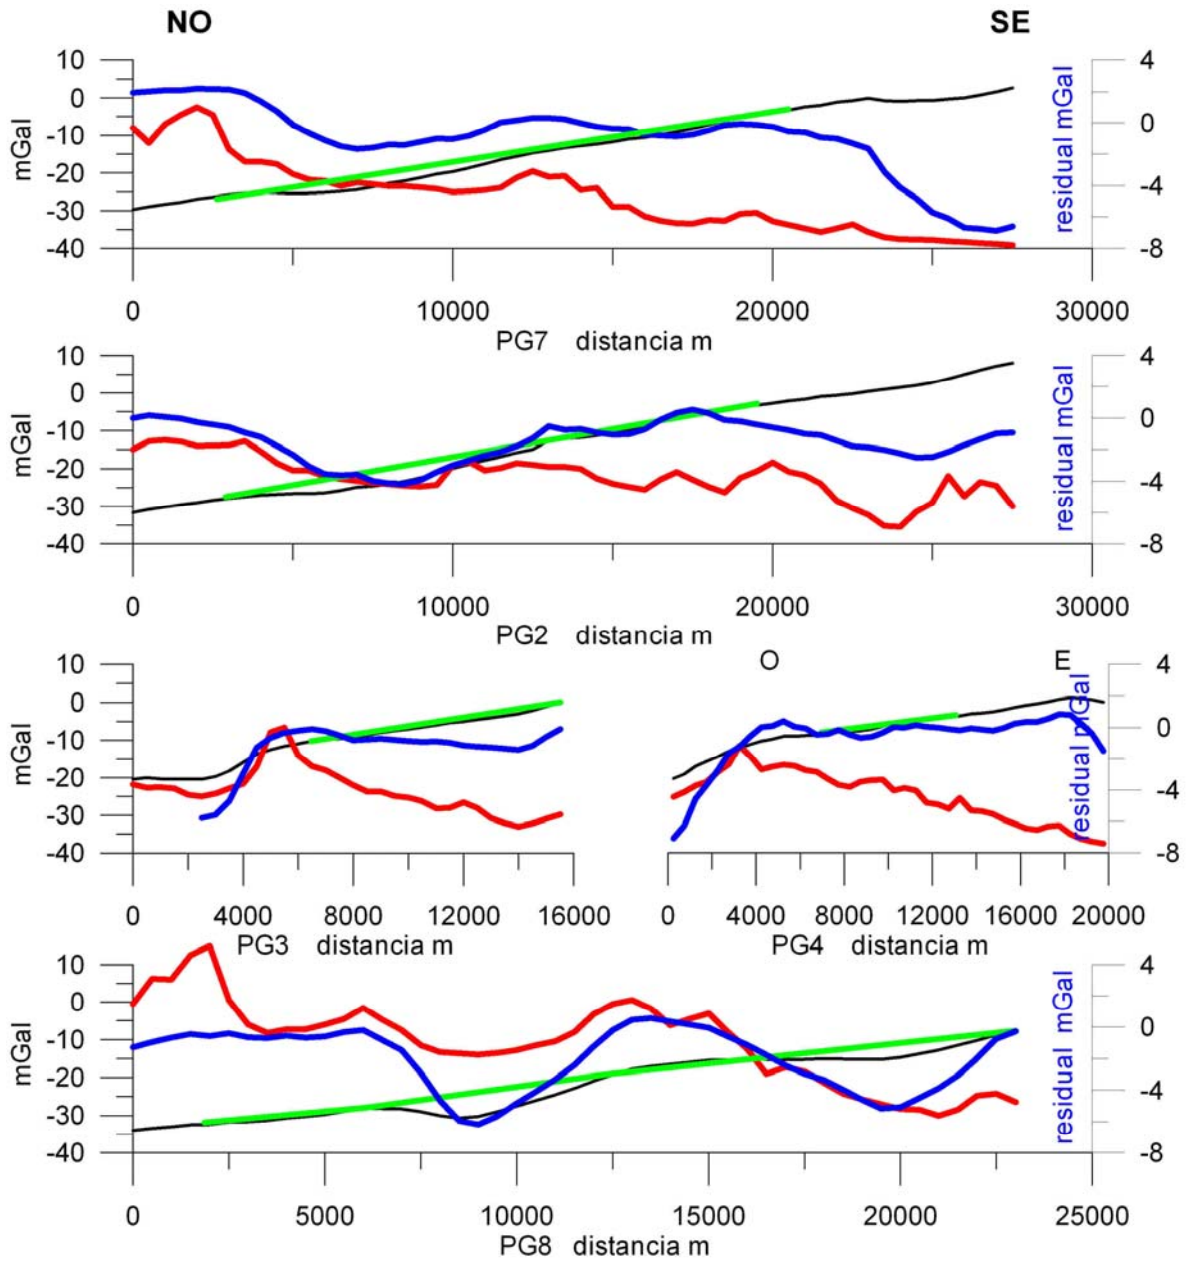 NO SE
10 4
0 0
-10
-20 -4
-30
-40 -8
mGal
residual mGal
0 10000 20000 30000
PG7 distancia m
10 4
0 0
-10
-20 -4
-30
-40 -8
mGal
residual mGal
0 10000 20000 30000
PG2 distancia m
O E
10 4
0 0
-10
-20 -4
-30
-40 -8
mGal
residual mGal
0 4000 8000 12000 16000 0 4000 8000 12000 16000 20000
PG3 distancia m PG4 distancia m
10 4
0 0
-10
-20 -4
-30
-40 -8
mGal
residual mGal
0 5000 10000 15000 20000 25000
PG8 distancia m